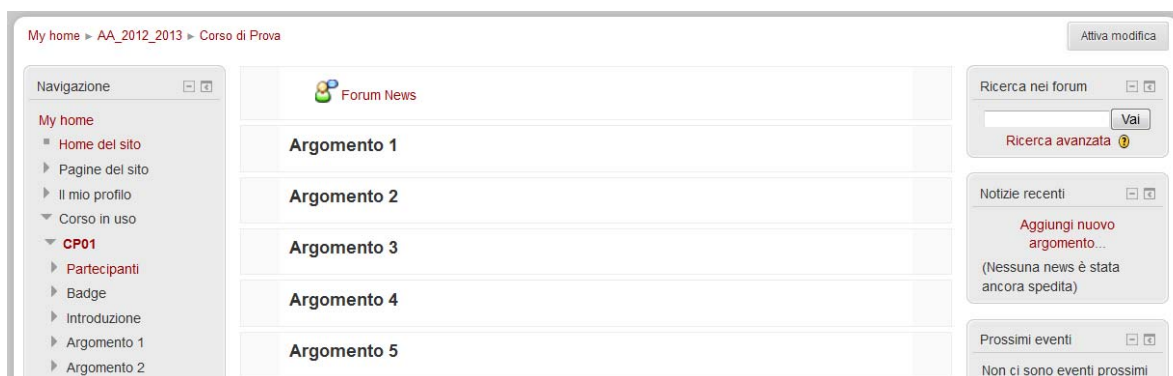 My home ► AA_2012_2013 ► Corso di Prova
Attiva modifica
Navigazione
My home
Home del sito
Pagine del sito
Il mio profilo
Corso in uso
CP01
Partecipanti
Badge
Introduzione
Argomento 1
Argomento 2
Forum News
Argomento 1
Argomento 2
Argomento 3
Argomento 4
Argomento 5
Ricerca nei forum
Vai
Ricerca avanzata
Notizie recenti
Aggiungi nuovo
argomento...
(Nessuna news è stata
ancora spedita)
Prossimi eventi
Non ci sono eventi prossimi